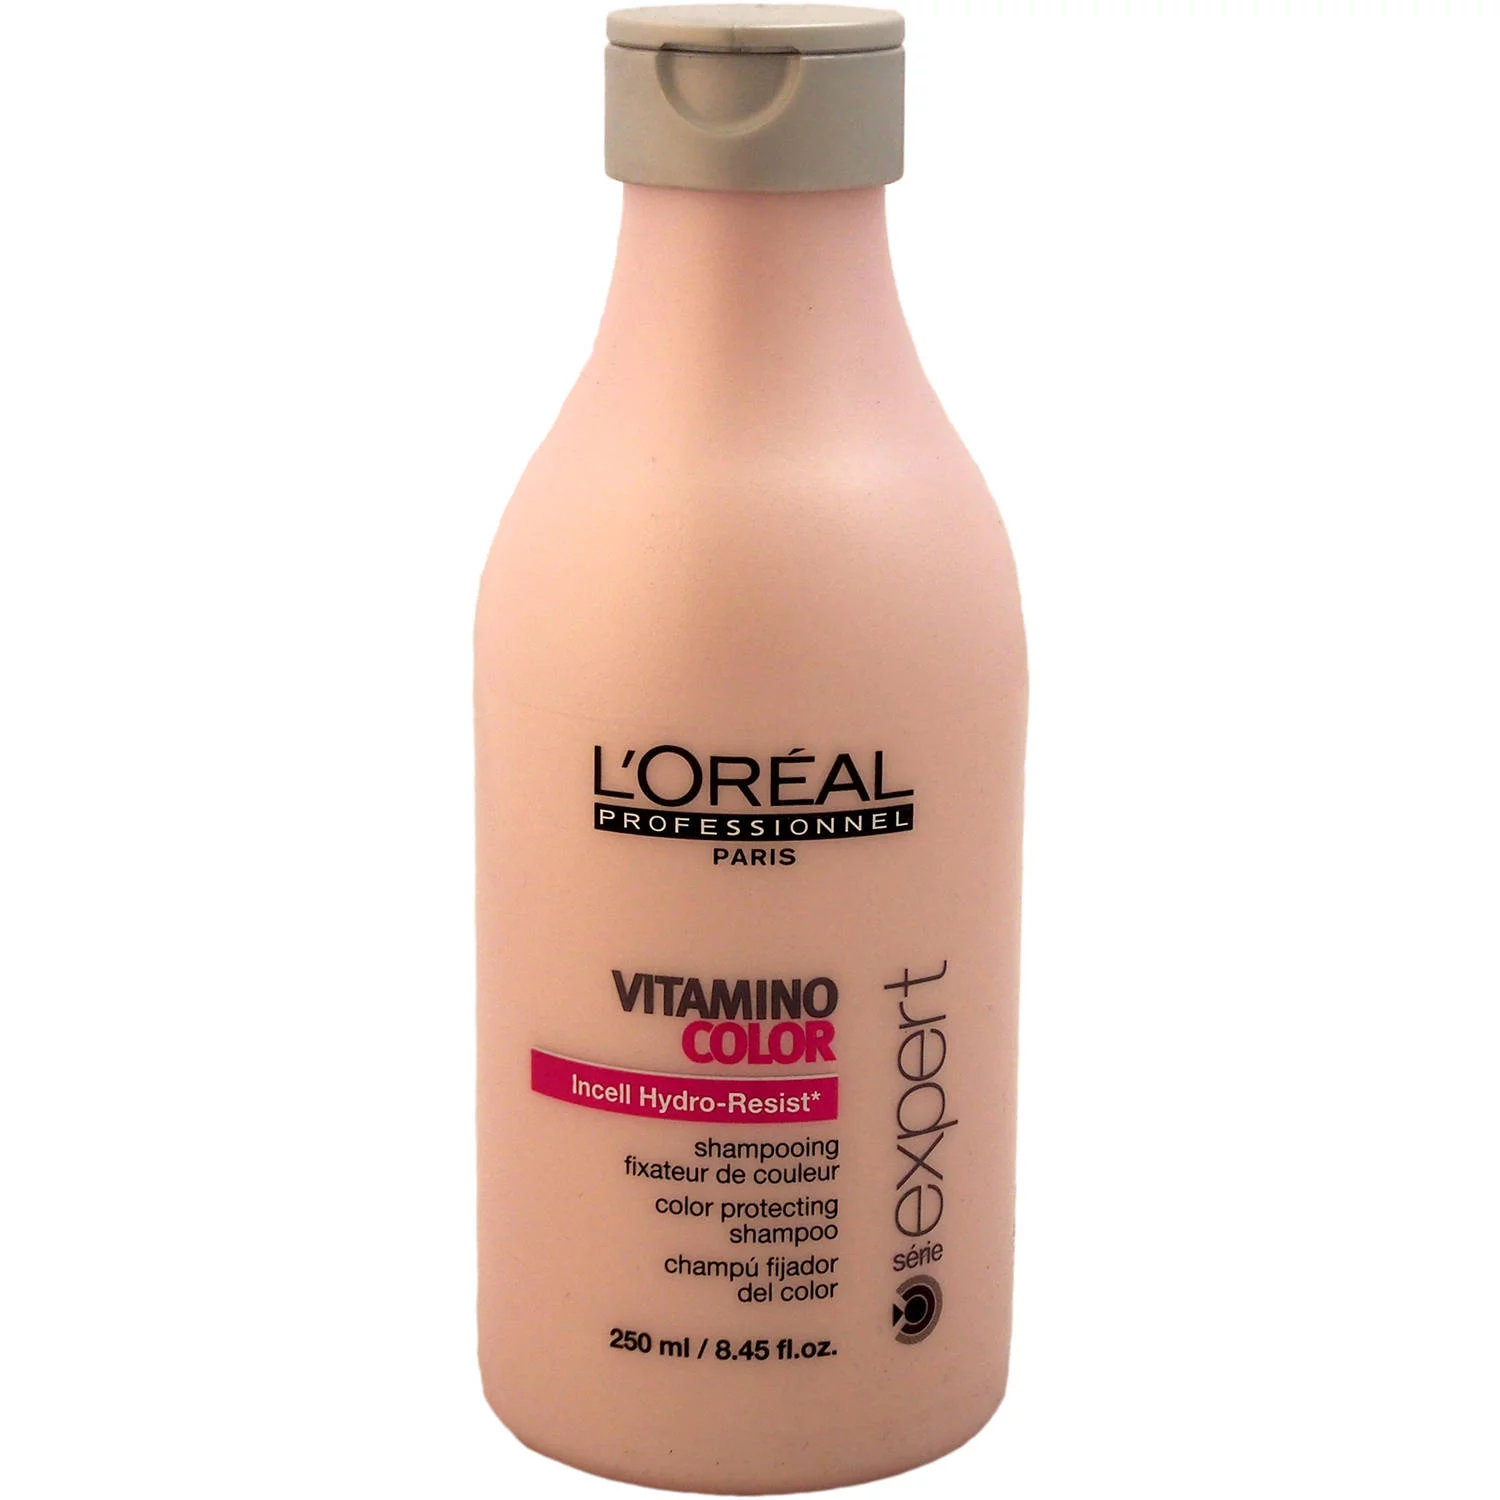 L'ORÉAL
PROFESSIONNEL
PARIS
VITAMINO
COLOR
Incell Hydro-Resist*
shampooing
fixateur de couleur
color protecting
shampoo
champú fijador
del color
250 ml / 8.45 fl.oz.
série expert